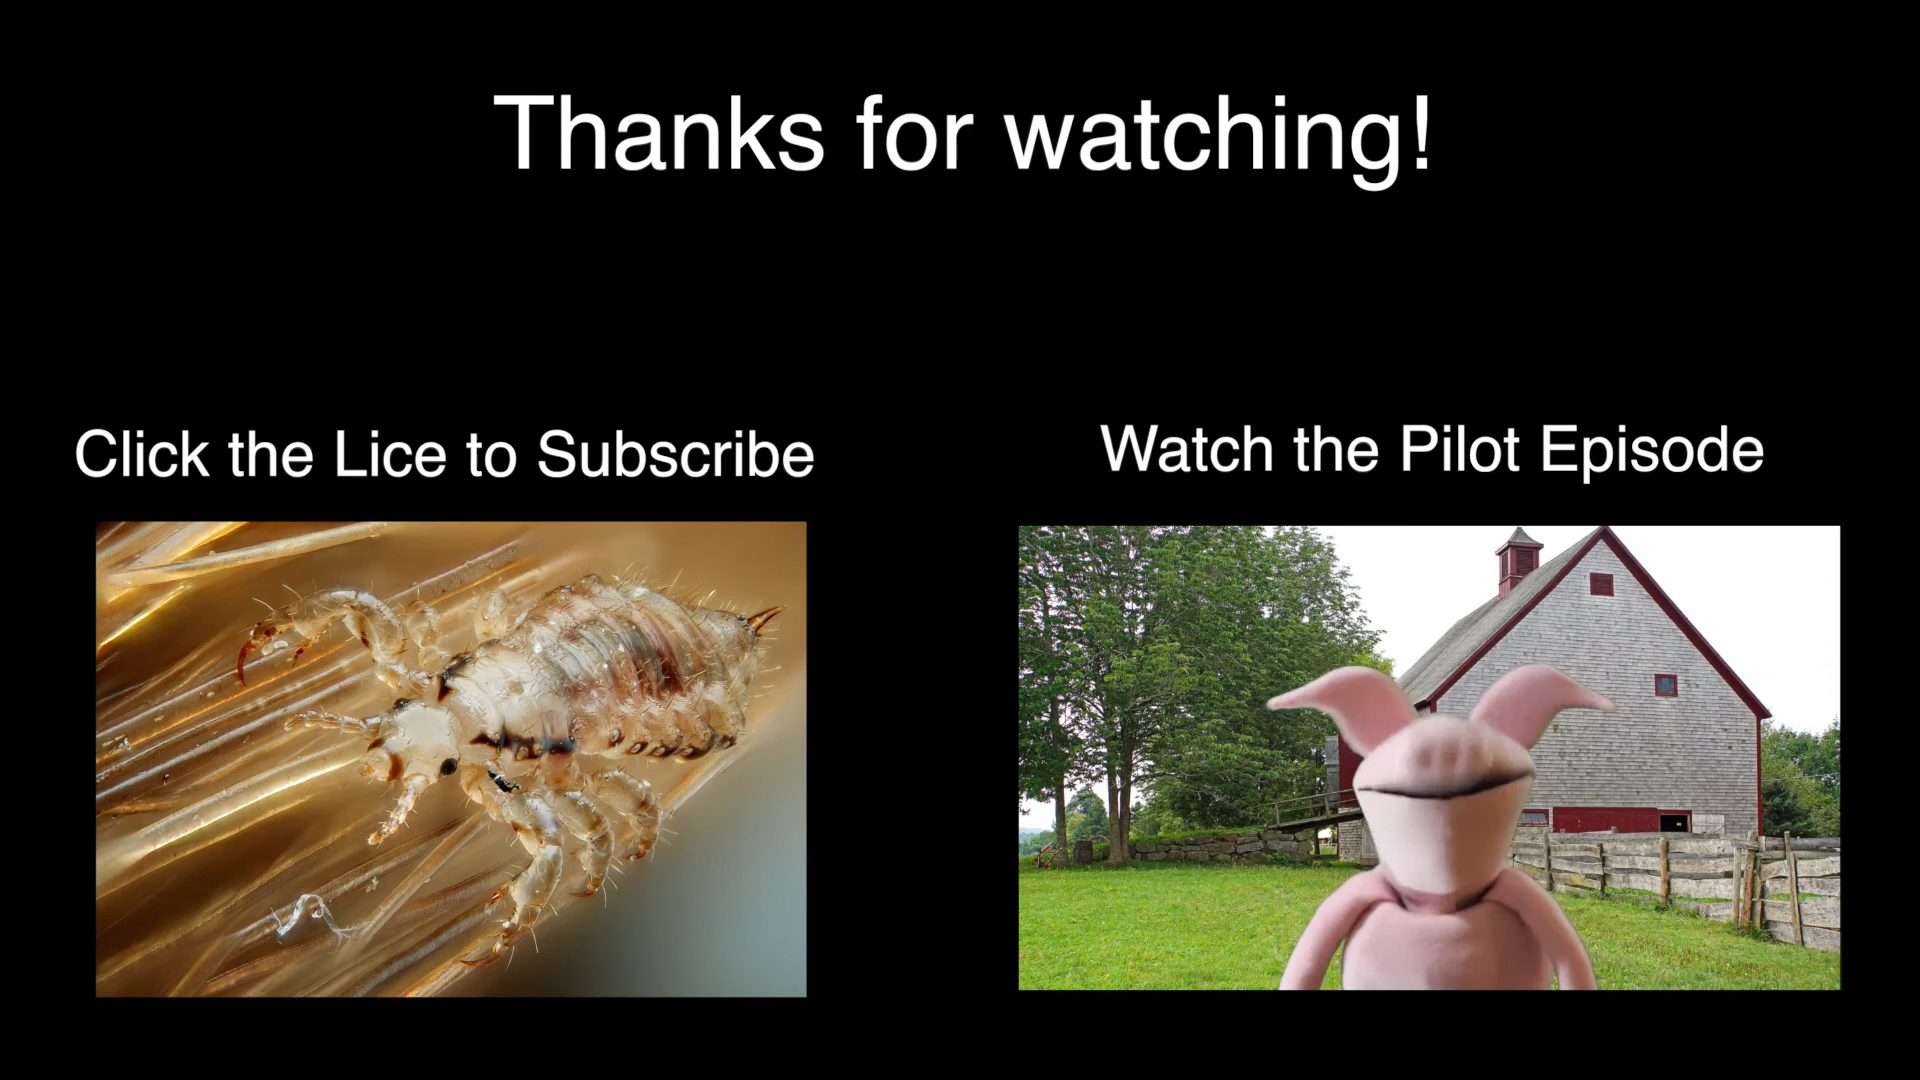 Thanks for watching!
Click the Lice to Subscribe
Watch the Pilot Episode